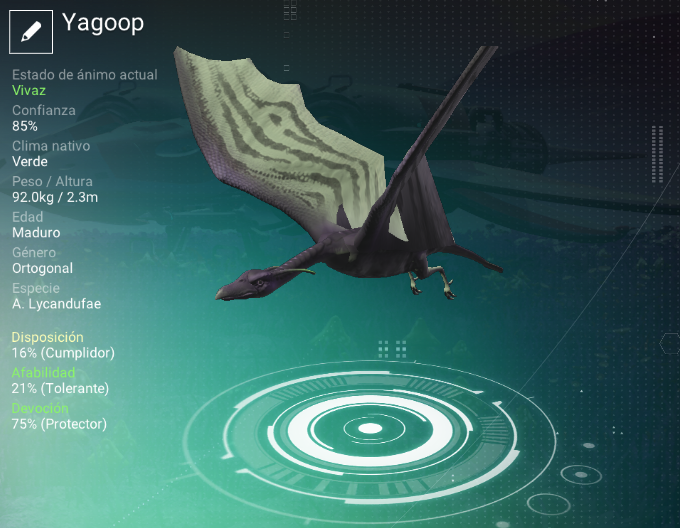 Yagoop
Estado de ánimo actual
Vivaz
Confianza
85%
Clima nativo
Verde
Peso / Altura
92.0kg / 2.3m
Edad
Maduro
Género
Ortogonal
Especie
A. Lycandufae
Disposición
16% (Cumplidor)
Afabilidad
21% (Tolerante)
Devoción
75% (Protector)